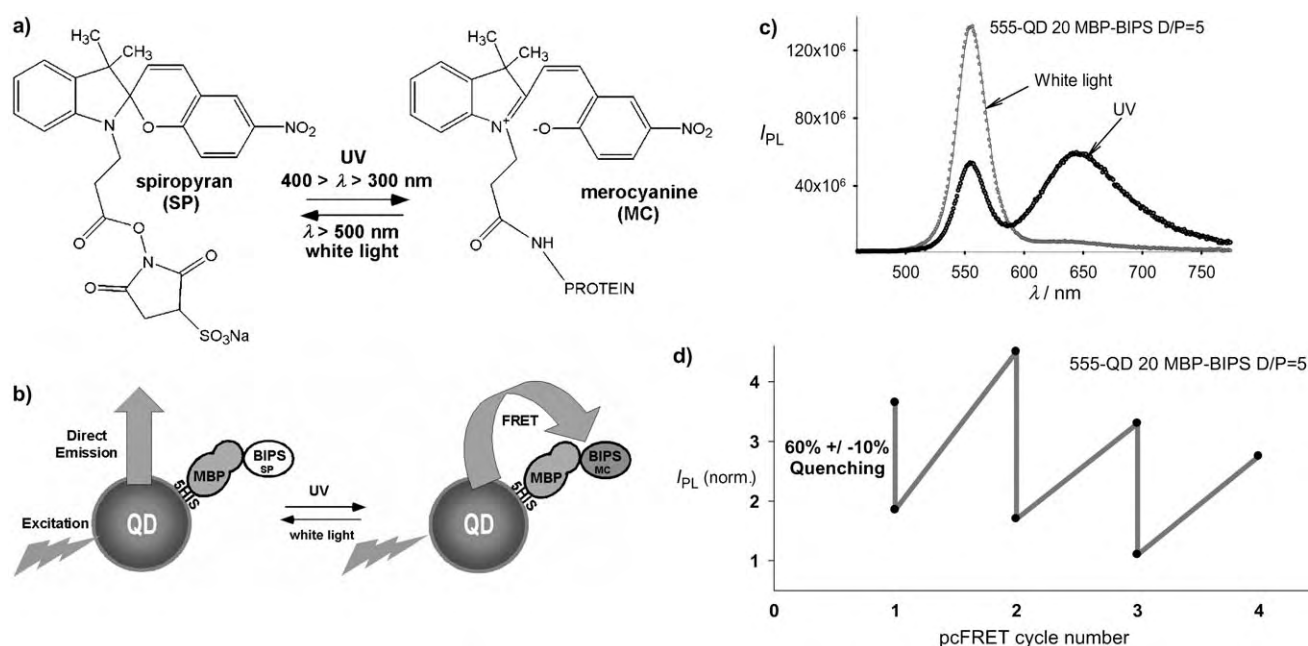 a)
H₃C
CH₃
N
O
NO₂
O
O
N
O
O
SO₃Na
spiropyran
(SP)
UV
400 > λ > 300 nm
λ > 500 nm
white light
H₃C
CH₃
N⁺
-O
NO₂
O
NH
PROTEIN
merocyanine
(MC)
b)
Direct
Emission
Excitation
QD
5HIS
MBP
BIPS
SP
UV
white light
FRET
QD
5HIS
MBP
BIPS
MC
c)
555-QD 20 MBP-BIPS D/P=5
120x10⁶
80x10⁶
40x10⁶
I_PL
White light
UV
500 550 600 650 700 750
λ / nm
d)
555-QD 20 MBP-BIPS D/P=5
4
3
2
1
I_PL (norm.)
60% +/ -10%
Quenching
0 1 2 3 4
pcFRET cycle number